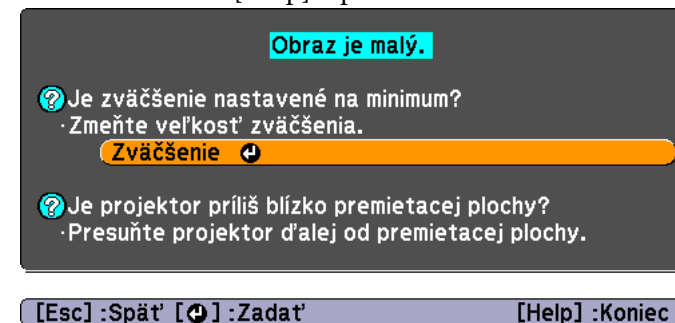 Obraz je malý.
Je zväčšenie nastavené na minimum?
·Zmeňte veľkosť zväčšenia.
Zväčšenie
Je projektor príliš blízko premietacej plochy?
·Presuňte projektor ďalej od premietacej plochy.
[Esc] :Späť [⏎] :Zadať [Help] :Koniec